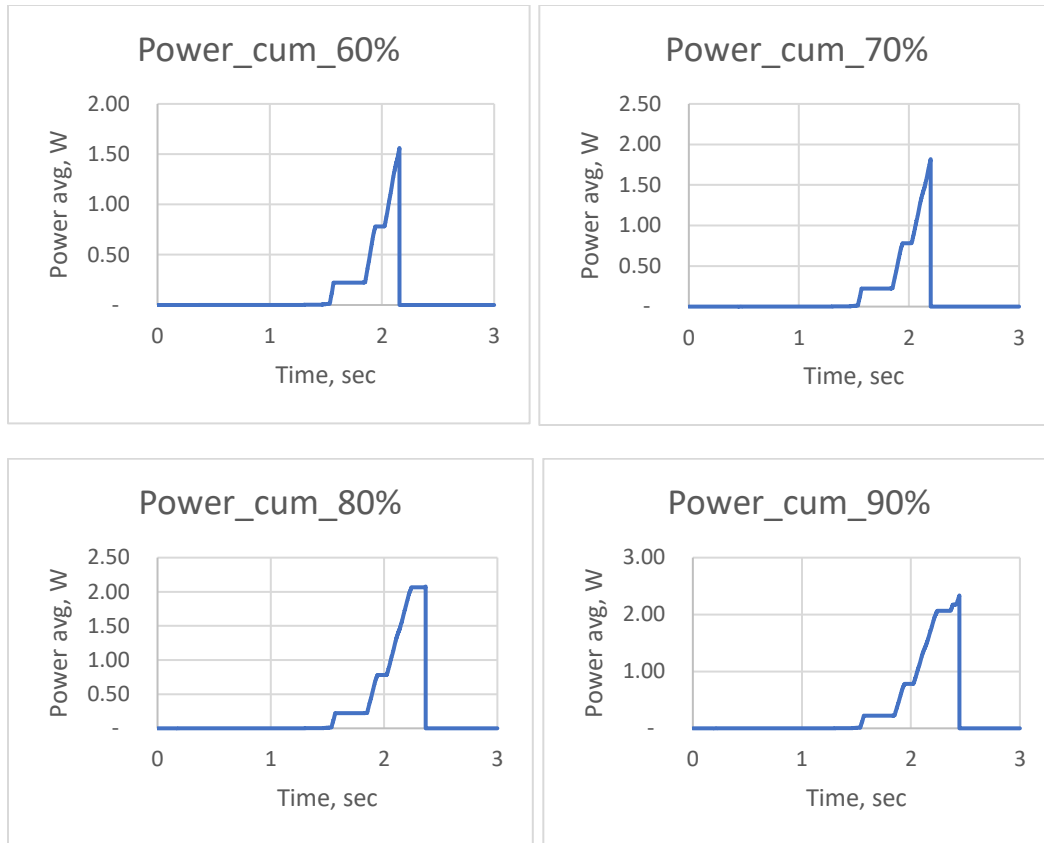 Power_cum_60%
2.00
1.50
1.00
0.50
-
Power avg, W
0 1 2 3
Time, sec
Power_cum_70%
2.50
2.00
1.50
1.00
0.50
-
Power avg, W
0 1 2 3
Time, sec
Power_cum_80%
2.50
2.00
1.50
1.00
0.50
-
Power avg, W
0 1 2 3
Time, sec
Power_cum_90%
3.00
2.00
1.00
-
Power avg, W
0 1 2 3
Time, sec